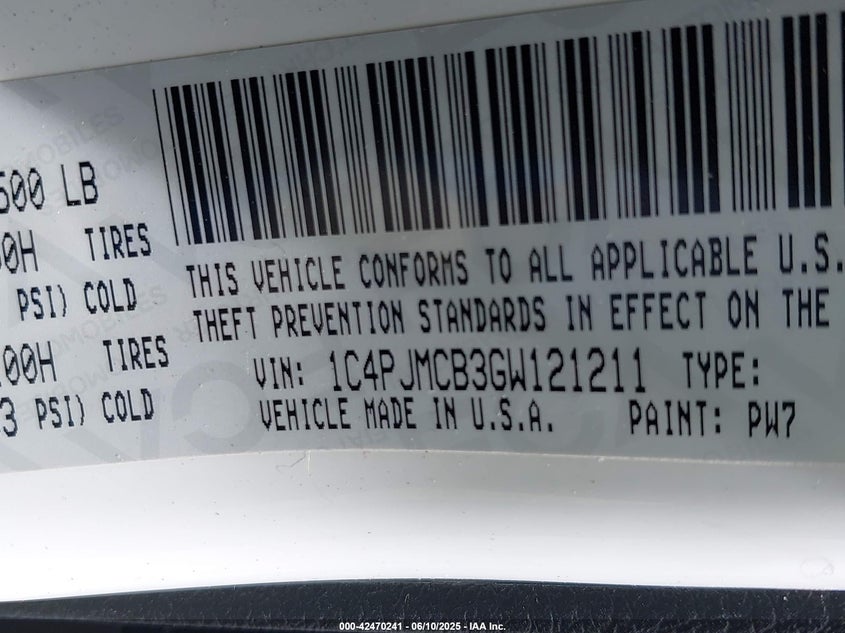 500 LB
00H TIRES
PSI) COLD
100H TIRES
3 PSI) COLD
THIS VEHICLE CONFORMS TO ALL APPLICABLE U.S.
THEFT PREVENTION STANDARDS IN EFFECT ON THE
VIN: 1C4PJMCB3GW121211 TYPE:
VEHICLE MADE IN U.S.A. PAINT: PW7
000-42470241 - 06/10/2025 - IAA Inc.